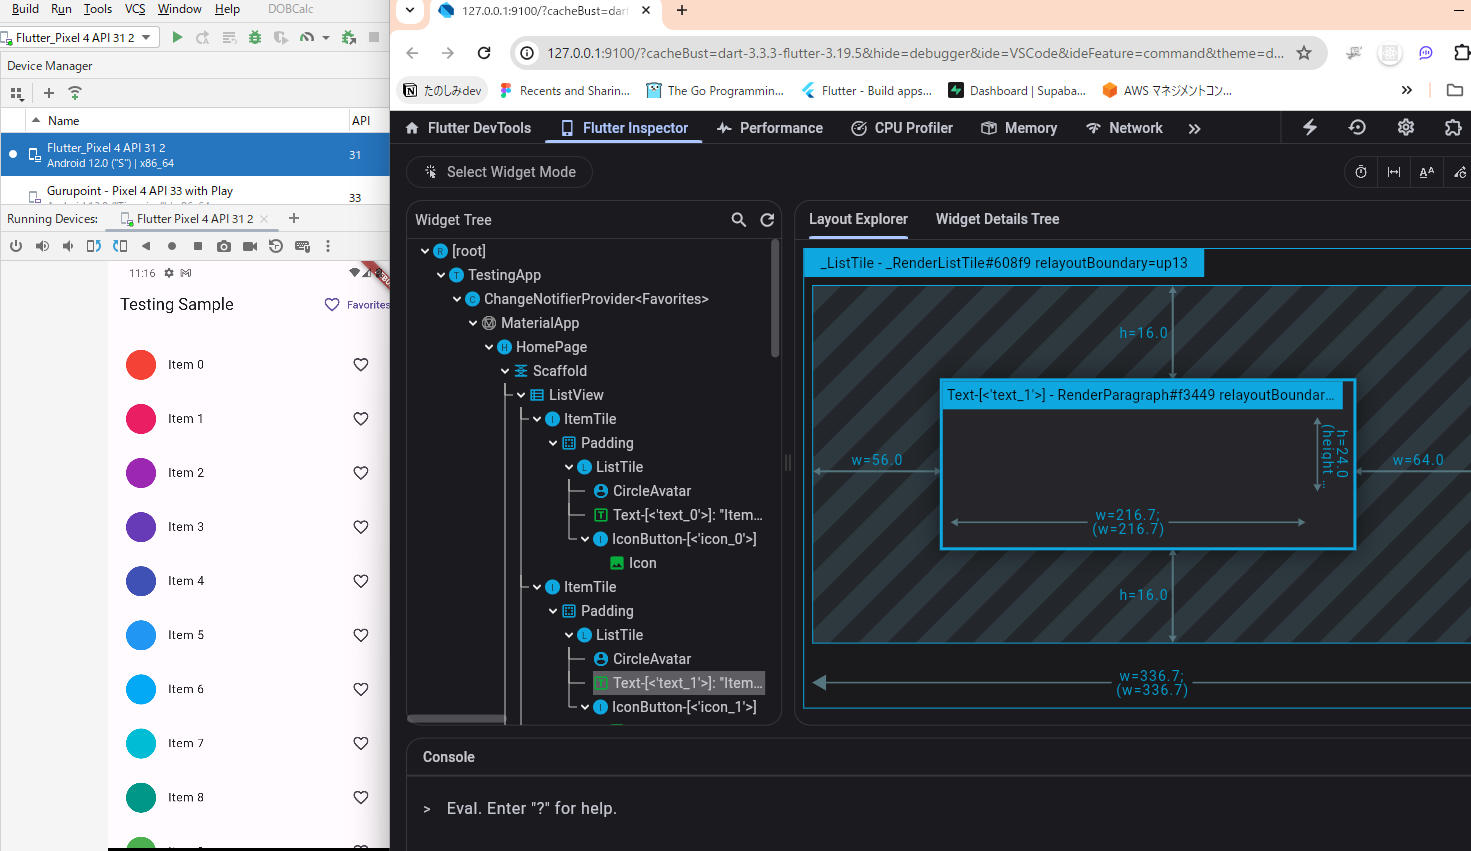 Build Run Tools VCS Window Help DOBCalc
Flutter_Pixel 4 API 31 2
Device Manager
Name API
Flutter_Pixel 4 API 31 2
Android 12.0 ("S") | x86_64 31
Gurupoint - Pixel 4 API 33 with Play
33
Running Devices: Flutter Pixel 4 API 31 2
11:16
Testing Sample Favorites
Item 0
Item 1
Item 2
Item 3
Item 4
Item 5
Item 6
Item 7
Item 8
127.0.0.1:9100/?cacheBust=dart
127.0.0.1:9100/?cacheBust=dart-3.3.3-flutter-3.19.5&hide=debugger&ide=VSCode&ideFeature=command&theme=d...
たのしみdev Recents and Sharin... The Go Programmin... Flutter - Build apps... Dashboard | Supaba... AWS マネジメントコン...
Flutter DevTools Flutter Inspector Performance CPU Profiler Memory Network
Select Widget Mode
Widget Tree
[root]
TestingApp
ChangeNotifierProvider<Favorites>
MaterialApp
HomePage
Scaffold
ListView
ItemTile
Padding
ListTile
CircleAvatar
Text-[<'text_0'>]: "Item...
IconButton-[<'icon_0'>]
Icon
ItemTile
Padding
ListTile
CircleAvatar
Text-[<'text_1'>]: "Item...
IconButton-[<'icon_1'>]
Layout Explorer Widget Details Tree
_ListTile - _RenderListTile#608f9 relayoutBoundary=up13
h=16.0
Text-[<'text_1'>] - RenderParagraph#f3449 relayoutBoundar...
h=24.0
(height...
w=56.0
w=64.0
w=216.7;
(w=216.7)
h=16.0
w=336.7;
(w=336.7)
Console
> Eval. Enter "?" for help.